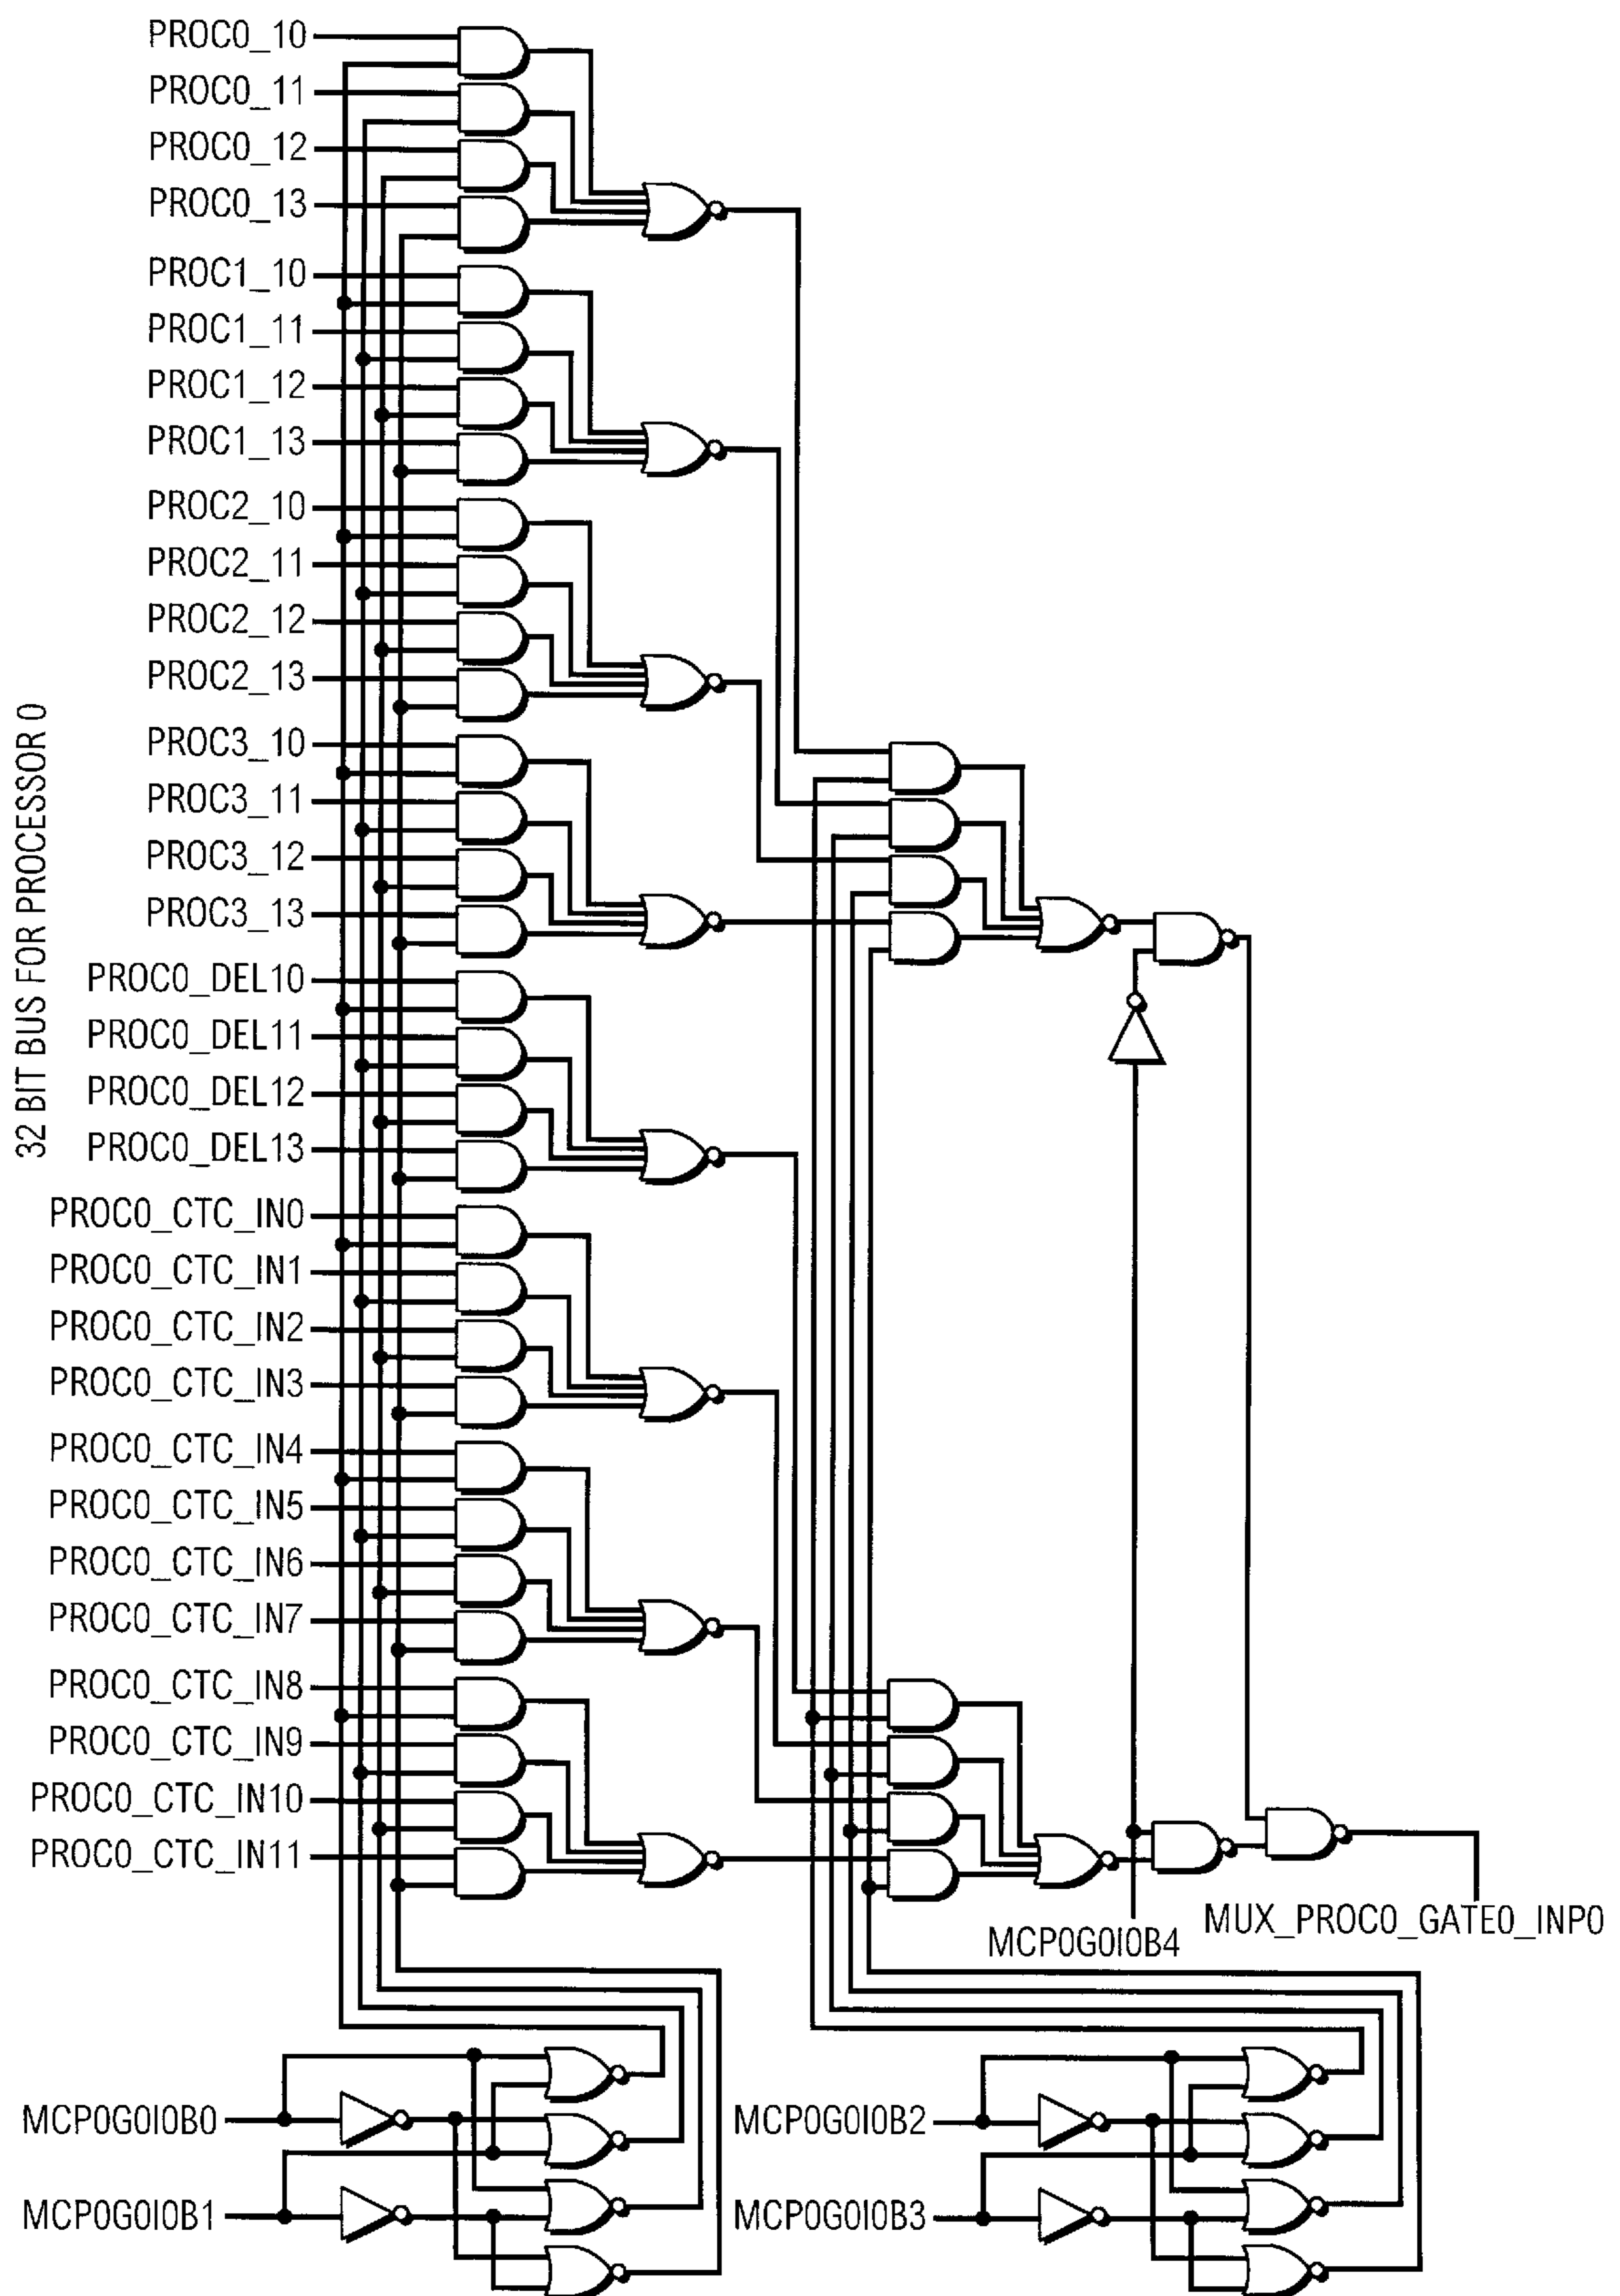 PROC0_10
PROC0_11
PROC0_12
PROC0_13
PROC1_10
PROC1_11
PROC1_12
PROC1_13
PROC2_10
PROC2_11
PROC2_12
PROC2_13
PROC3_10
PROC3_11
PROC3_12
PROC3_13
32 BIT BUS FOR PROCESSOR 0
PROC0_DEL10
PROC0_DEL11
PROC0_DEL12
PROC0_DEL13
PROC0_CTC_IN0
PROC0_CTC_IN1
PROC0_CTC_IN2
PROC0_CTC_IN3
PROC0_CTC_IN4
PROC0_CTC_IN5
PROC0_CTC_IN6
PROC0_CTC_IN7
PROC0_CTC_IN8
PROC0_CTC_IN9
PROC0_CTC_IN10
PROC0_CTC_IN11
MCP0G0I0B4
MUX_PROC0_GATE0_INP0
MCP0G0I0B0
MCP0G0I0B2
MCP0G0I0B1
MCP0G0I0B3